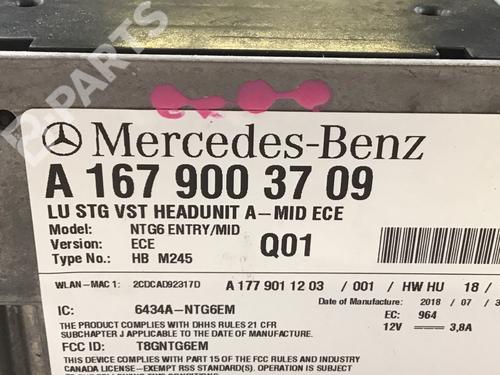 B-PARTS
Mercedes-Benz
A 167 900 37 09
LU STG VST HEADUNIT A-MID ECE
Model: NTG6 ENTRY/MID
Version: ECE Q01
Type No.: HB M245
WLAN-MAC 1: 2CDCAD92317D A 177 901 12 03 / 001 / HW HU 18 /
Date of Manufacture: 2018 / 07 / 3
IC: 6434A-NTG6EM EC: 964
THE PRODUCT COMPLIES WITH DHHS RULES 21 CFR 12V 3,8A
SUBCHAPTER J APPLICABLE TO THE DATE OF MANUFACTURE.
FCC ID: T8GNTG6EM
THIS DEVICE COMPLIES WITH PART 15 OF THE FCC RULES AND INDUSTRY
CANADA LICENSE-EXEMPT RSS STANDARD(S). OPERATION IS